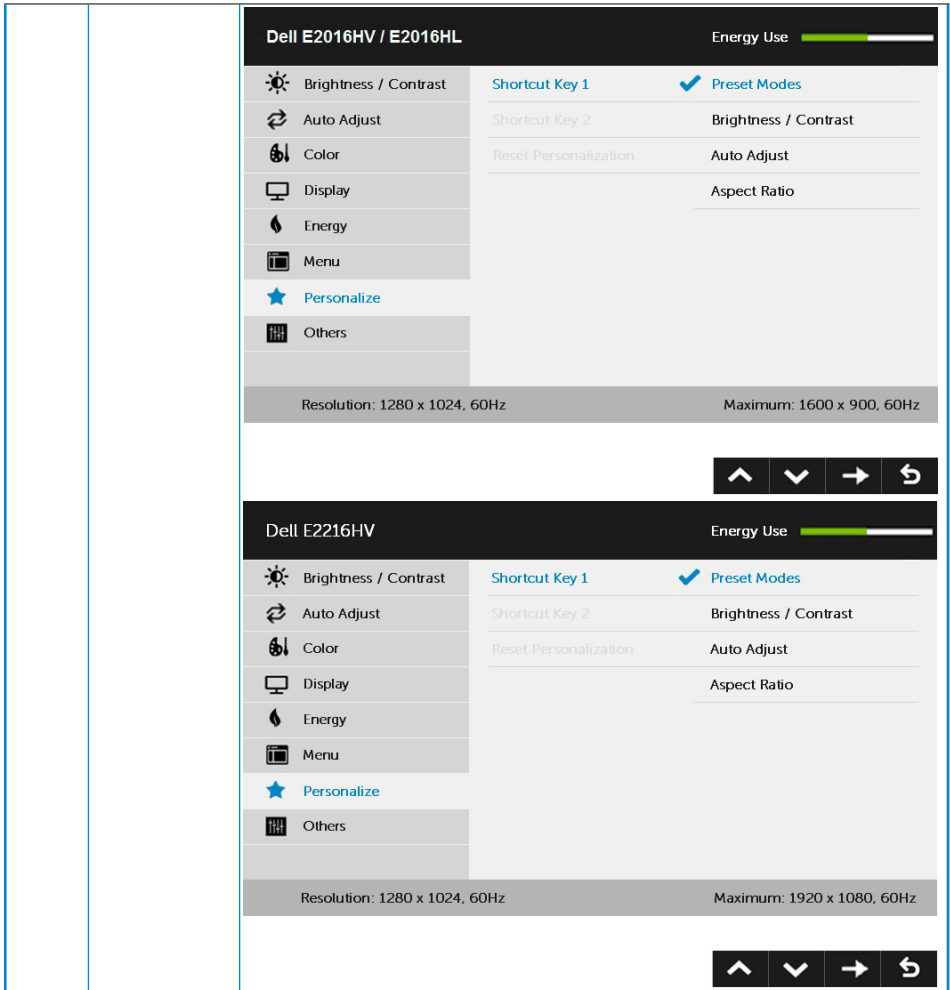 Dell E2016HV / E2016HL Energy Use
Brightness / Contrast Shortcut Key 1 Preset Modes
Auto Adjust Shortcut Key 2 Brightness / Contrast
Color Reset Personalization Auto Adjust
Display Aspect Ratio
Energy
Menu
Personalize
Others
Resolution: 1280 x 1024, 60Hz Maximum: 1600 x 900, 60Hz
Dell E2216HV Energy Use
Brightness / Contrast Shortcut Key 1 Preset Modes
Auto Adjust Shortcut Key 2 Brightness / Contrast
Color Reset Personalization Auto Adjust
Display Aspect Ratio
Energy
Menu
Personalize
Others
Resolution: 1280 x 1024, 60Hz Maximum: 1920 x 1080, 60Hz